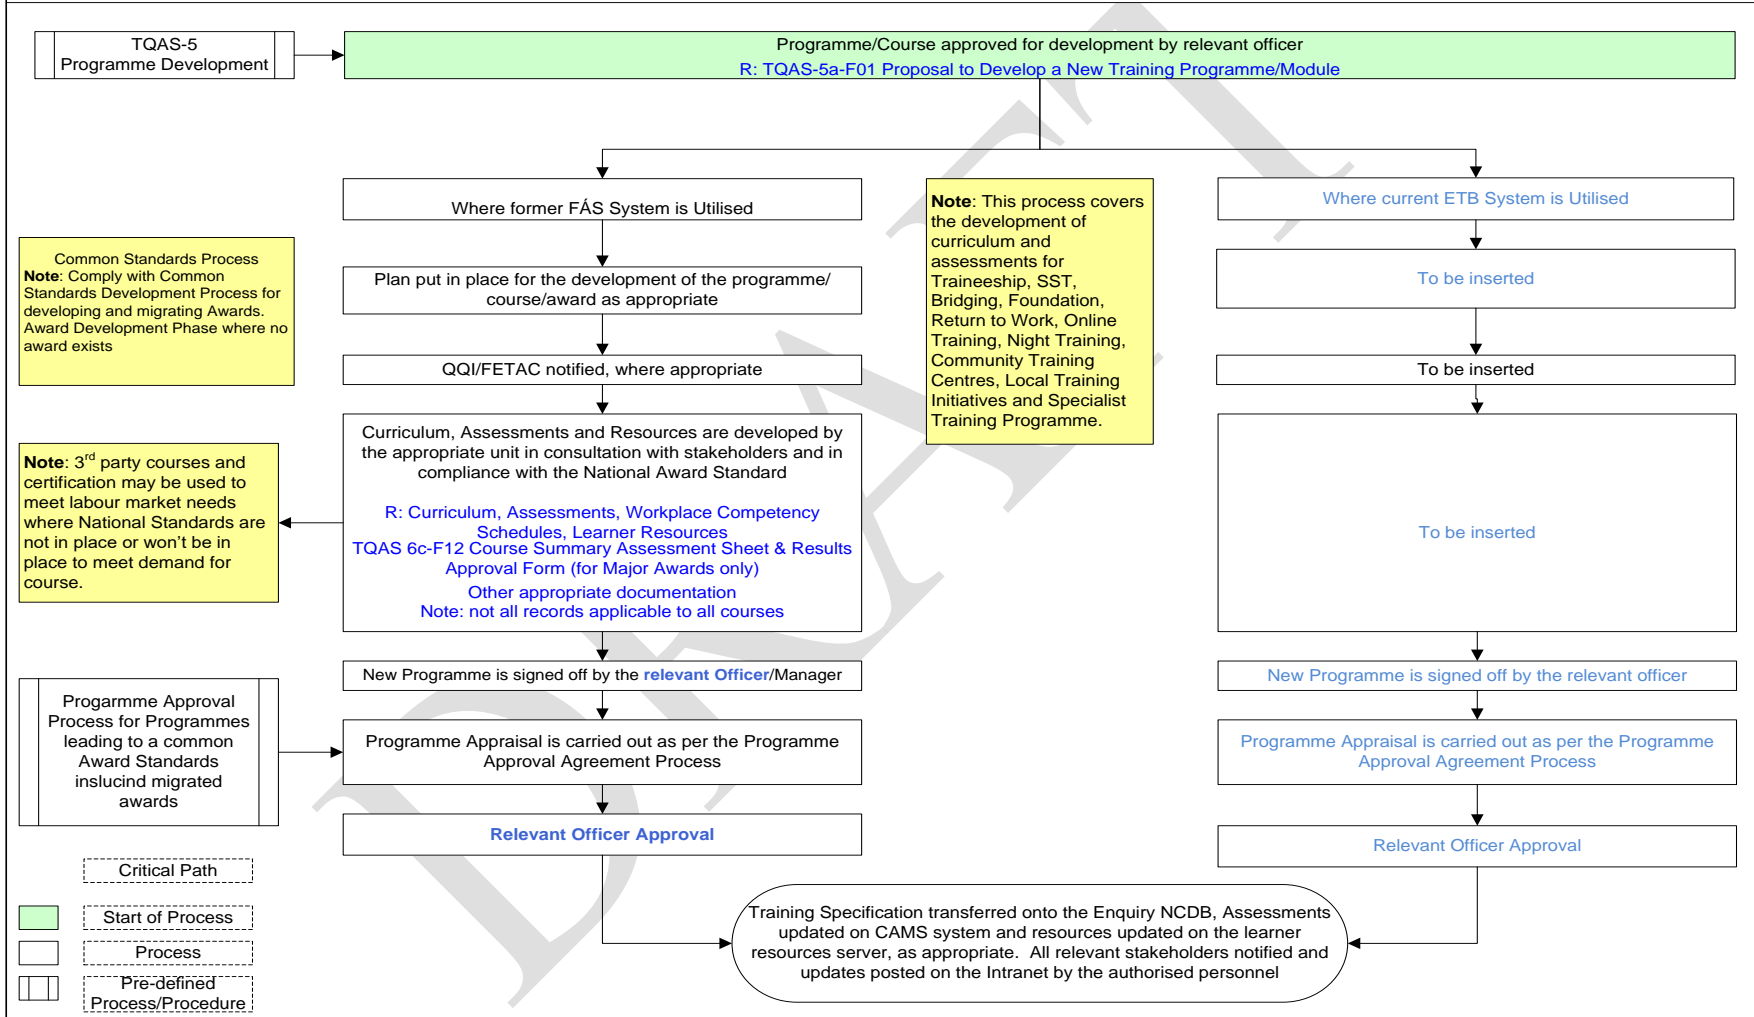 TQAS-5
Programme Development
Programme/Course approved for development by relevant officer
R: TQAS-5a-F01 Proposal to Develop a New Training Programme/Module
Where former FÁS System is Utilised
Note: This process covers
the development of
curriculum and
assessments for
Traineeship, SST,
Bridging, Foundation,
Return to Work, Online
Training, Night Training,
Community Training
Centres, Local Training
Initiatives and Specialist
Training Programme.
Where current ETB System is Utilised
Common Standards Process
Note: Comply with Common
Standards Development Process for
developing and migrating Awards.
Award Development Phase where no
award exists
Plan put in place for the development of the programme/
course/award as appropriate
To be inserted
QQI/FETAC notified, where appropriate
To be inserted
Note: 3rd party courses and
certification may be used to
meet labour market needs
where National Standards are
not in place or won't be in
place to meet demand for
course.
Curriculum, Assessments and Resources are developed by
the appropriate unit in consultation with stakeholders and in
compliance with the National Award Standard
R: Curriculum, Assessments, Workplace Competency
Schedules, Learner Resources
TQAS 6c-F12 Course Summary Assessment Sheet & Results
Approval Form (for Major Awards only)
Other appropriate documentation
Note: not all records applicable to all courses
To be inserted
New Programme is signed off by the relevant Officer/Manager
New Programme is signed off by the relevant officer
Progarmme Approval
Process for Programmes
leading to a common
Award Standards
inslucind migrated
awards
Programme Appraisal is carried out as per the Programme
Approval Agreement Process
Programme Appraisal is carried out as per the Programme
Approval Agreement Process
Relevant Officer Approval
Relevant Officer Approval
Critical Path
Start of Process
Process
Pre-defined
Process/Procedure
Training Specification transferred onto the Enquiry NCDB, Assessments
updated on CAMS system and resources updated on the learner
resources server, as appropriate.  All relevant stakeholders notified and
updates posted on the Intranet by the authorised personnel
DRAFT